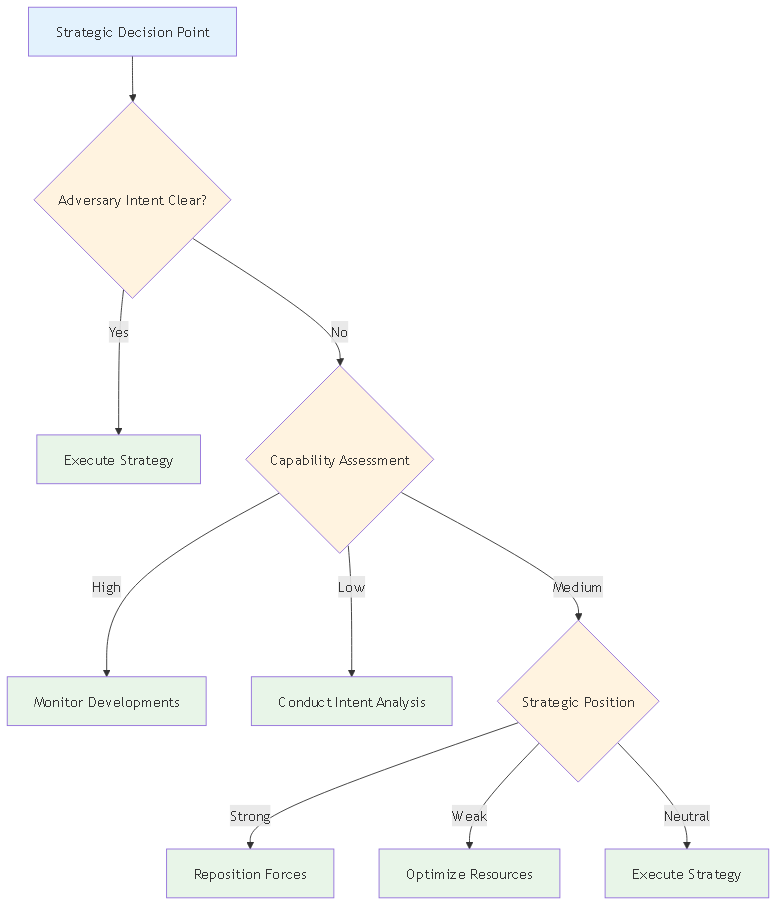 Strategic Decision Point
Adversary Intent Clear?
Yes
No
Execute Strategy
Capability Assessment
High
Low
Medium
Monitor Developments
Conduct Intent Analysis
Strategic Position
Strong
Weak
Neutral
Reposition Forces
Optimize Resources
Execute Strategy